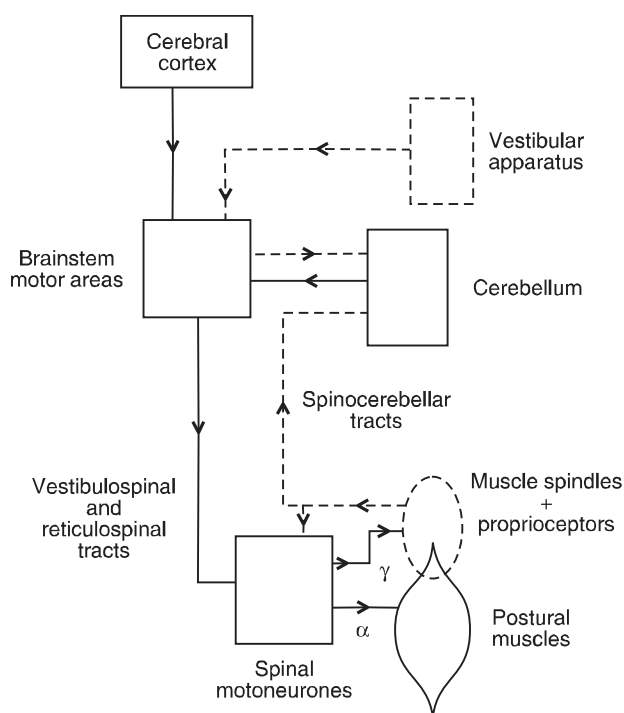 Cerebral
cortex
Vestibular
apparatus
Brainstem
motor areas
Cerebellum
Spinocerebellar
tracts
Vestibulospinal
and
reticulospinal
tracts
Muscle spindles
+
proprioceptors
γ
α
Postural
muscles
Spinal
motoneurones